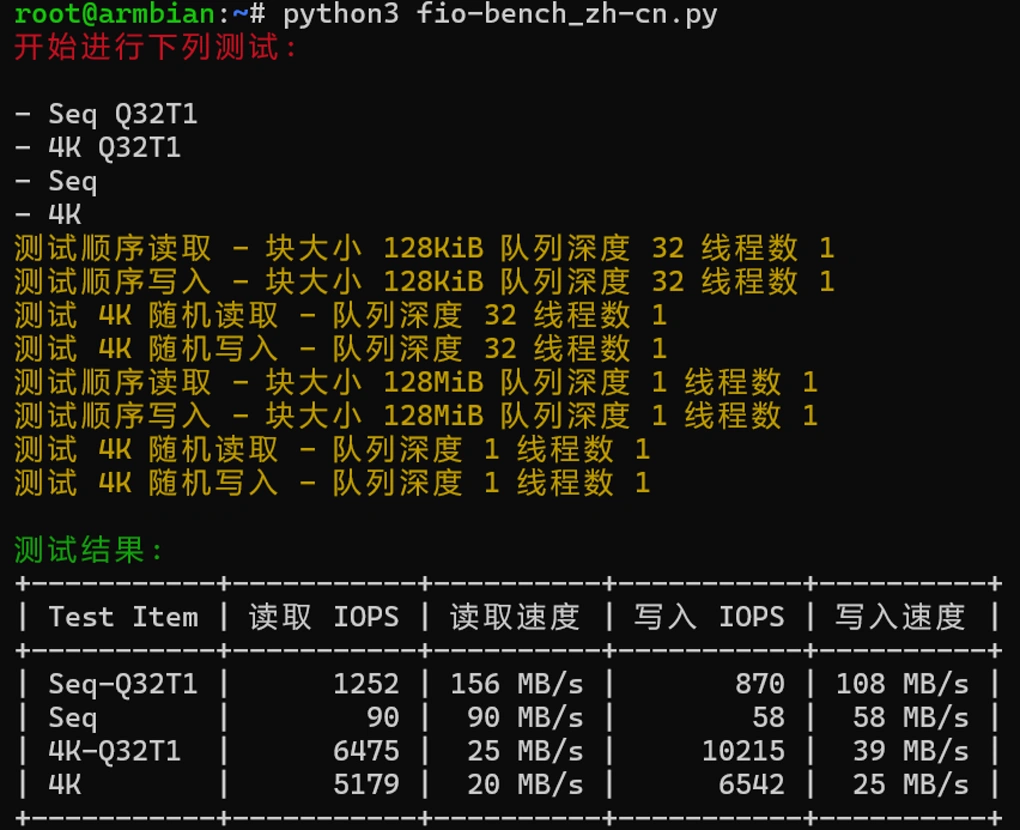 root@armbian:~# python3 fio-bench_zh-cn.py
开始进行下列测试:
- Seq Q32T1
- 4K Q32T1
- Seq
- 4K
测试顺序读取 - 块大小 128KiB 队列深度 32 线程数 1
测试顺序写入 - 块大小 128KiB 队列深度 32 线程数 1
测试 4K 随机读取 - 队列深度 32 线程数 1
测试 4K 随机写入 - 队列深度 32 线程数 1
测试顺序读取 - 块大小 128MiB 队列深度 1 线程数 1
测试顺序写入 - 块大小 128MiB 队列深度 1 线程数 1
测试 4K 随机读取 - 队列深度 1 线程数 1
测试 4K 随机写入 - 队列深度 1 线程数 1
测试结果:
+-----------+-----------+----------+-----------+----------+
| Test Item | 读取 IOPS | 读取速度 | 写入 IOPS | 写入速度 |
+-----------+-----------+----------+-----------+----------+
| Seq-Q32T1 |      1252 | 156 MB/s |       870 | 108 MB/s |
| Seq       |        90 |  90 MB/s |        58 |  58 MB/s |
| 4K-Q32T1  |      6475 |  25 MB/s |     10215 |  39 MB/s |
| 4K        |      5179 |  20 MB/s |      6542 |  25 MB/s |
+-----------+-----------+----------+-----------+----------+